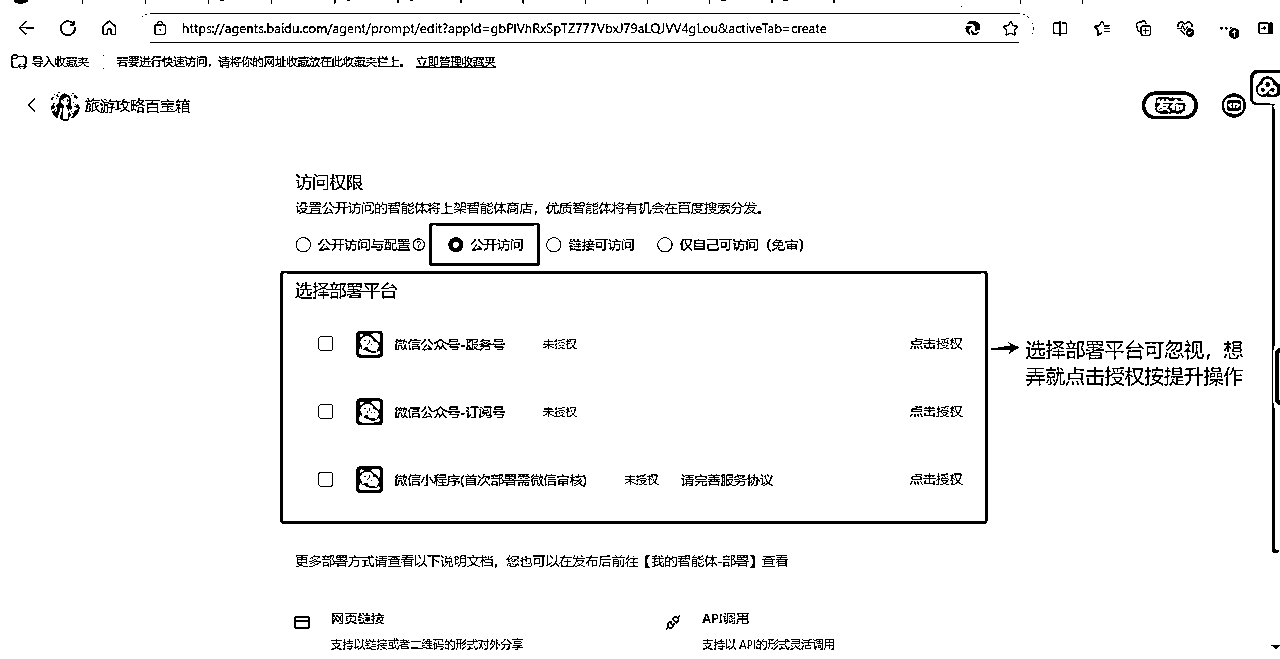 https://agents.baidu.com/agent/prompt/edit?appId=gbPlVhRxSpTZ777VbxJ79aLQJVV4gLou&activeTab=create
导入收藏夹 若要进行快速访问，请将你的网址收藏放在此收藏夹栏上。 立即管理收藏夹
旅游攻略百宝箱 发布
访问权限
设置公开访问的智能体将上架智能体商店，优质智能体将有机会在百度搜索分发。
公开访问与配置 公开访问 链接可访问 仅自己可访问（免审）
选择部署平台
微信公众号-服务号 未授权 点击授权
选择部署平台可忽视，想
弄就点击授权按提升操作
微信公众号-订阅号 未授权 点击授权
微信小程序(首次部署需微信审核) 未授权 请完善服务协议 点击授权
更多部署方式请查看以下说明文档，您也可以在发布后前往【我的智能体-部署】查看
网页链接 API调用
支持以链接或者二维码的形式对外分享 支持以 API的形式灵活调用